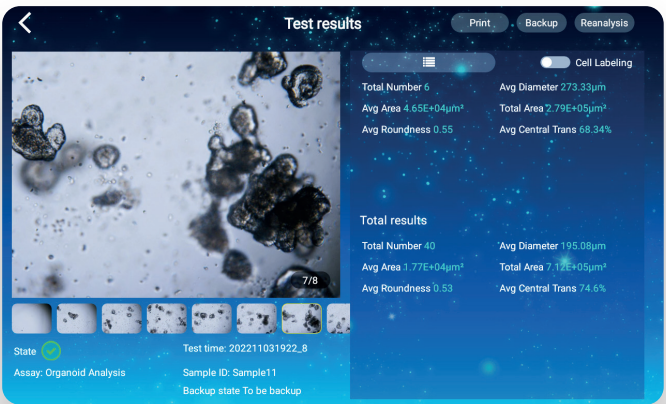 Test results
Print Backup Reanalysis
Cell Labeling
Total Number 6 Avg Diameter 273.33μm
Avg Area 4.65E+04μm² Total Area 2.79E+05μm²
Avg Roundness 0.55 Avg Central Trans 68.34%
Total results
Total Number 40 Avg Diameter 195.08μm
Avg Area 1.77E+04μm² Total Area 7.12E+05μm²
Avg Roundness 0.53 Avg Central Trans 74.6%
7/8
State Test time: 202211031922_8
Assay: Organoid Analysis Sample ID: Sample11
Backup state To be backup